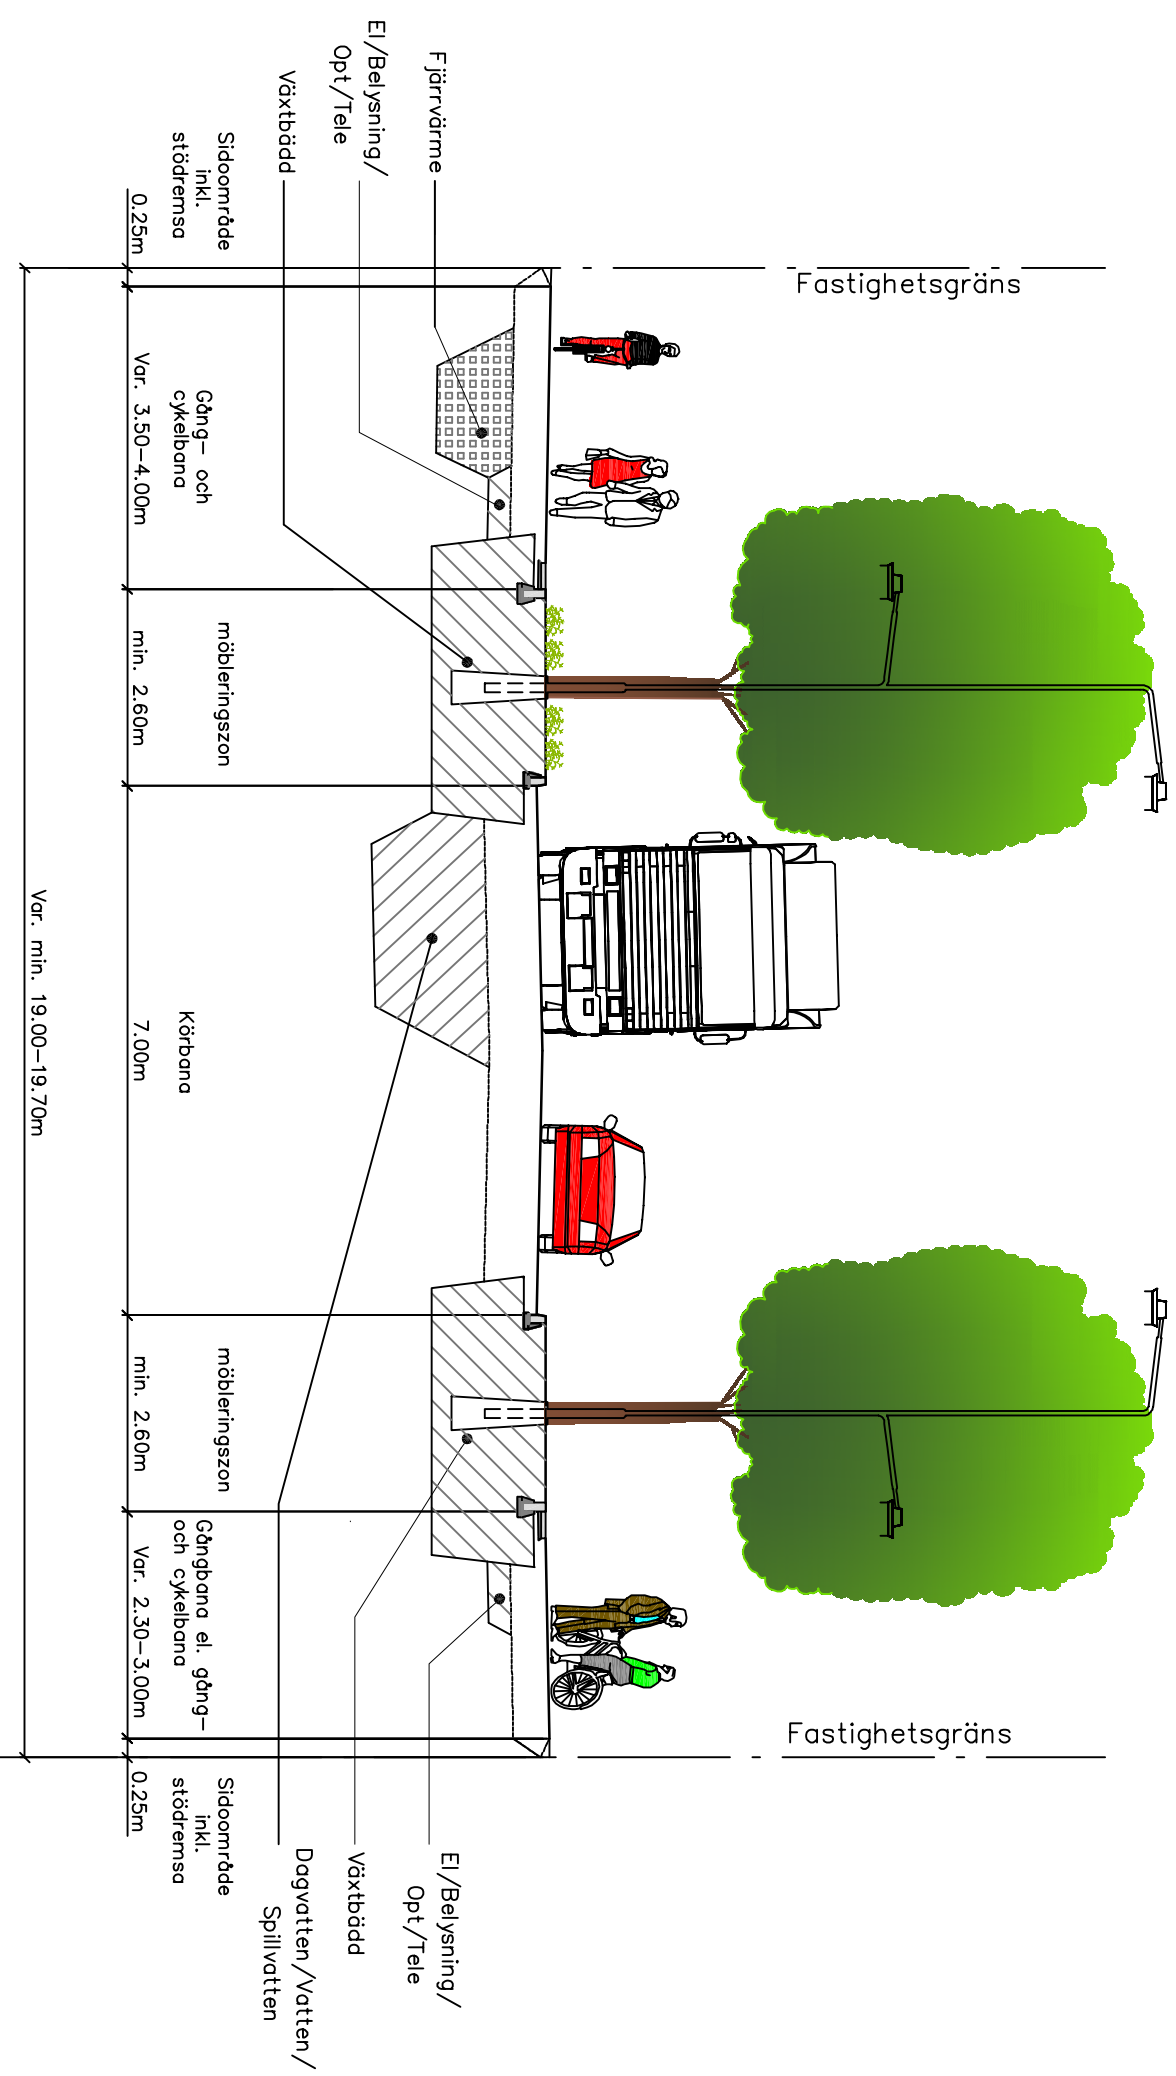 Fastighetsgräns
Fastighetsgräns
Fjärrvärme
El/Belysning/
Opt/Tele
Växtbädd
El/Belysning/
Opt/Tele
Växtbädd
Dagvatten/Vatten/
Spillvatten
Sidoområde
inkl.
stödremsa
Gång- och
cykelbana
möbleringszon
Körbana
möbleringszon
Gångbana el. gång-
och cykelbana
Sidoområde
inkl.
stödremsa
0.25m
Var. 3.50-4.00m
min. 2.60m
7.00m
min. 2.60m
Var. 2.30-3.00m
0.25m
Var. min. 19.00-19.70m